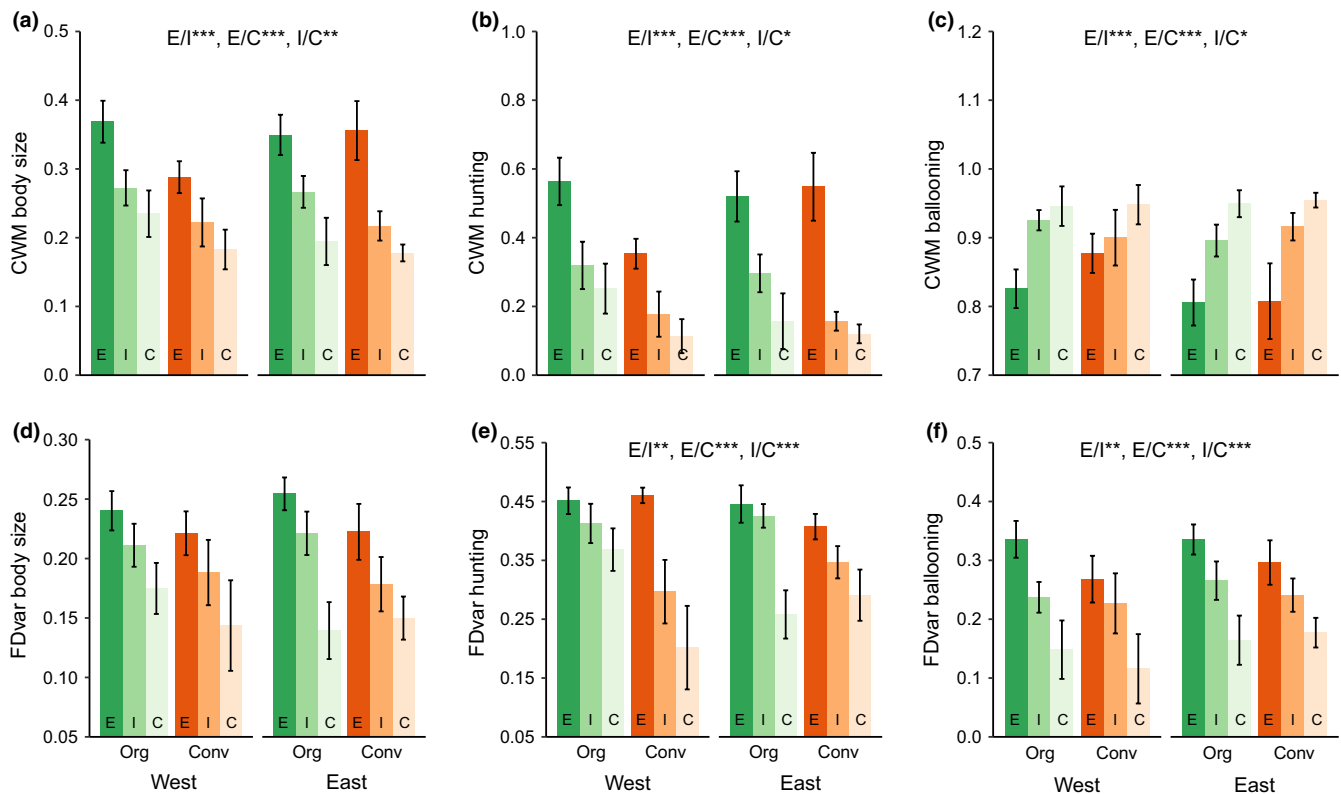 (a)
E/I***, E/C***, I/C**
CWM body size
0.5
0.4
0.3
0.2
0.1
0.0
E I C E I C E I C E I C
(b)
E/I***, E/C***, I/C*
CWM hunting
1.0
0.8
0.6
0.4
0.2
0.0
E I C E I C E I C E I C
(c)
E/I***, E/C***, I/C*
CWM ballooning
1.2
1.1
1.0
0.9
0.8
0.7
E I C E I C E I C E I C
(d)
FDvar body size
0.30
0.25
0.20
0.15
0.10
0.05
E I C E I C E I C E I C
Org Conv Org Conv
West East
(e)
E/I**, E/C***, I/C***
FDvar hunting
0.55
0.45
0.35
0.25
0.15
0.05
E I C E I C E I C E I C
Org Conv Org Conv
West East
(f)
E/I**, E/C***, I/C***
FDvar ballooning
0.5
0.4
0.3
0.2
0.1
0.0
E I C E I C E I C E I C
Org Conv Org Conv
West East